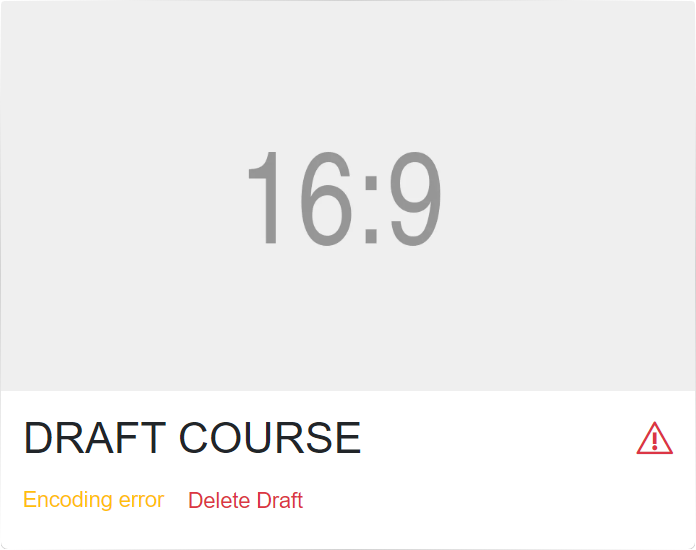 16:9
DRAFT COURSE
Encoding error Delete Draft